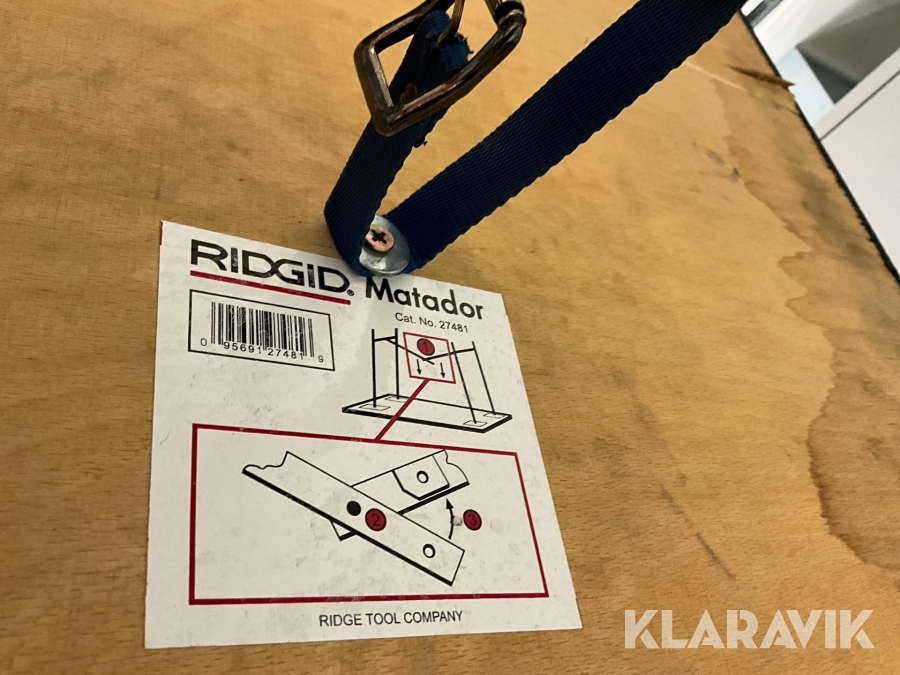 RIDGID® Matador
Cat. No. 27481
0 95691 27481 9
1
2
3
RIDGE TOOL COMPANY
KLARAVIK